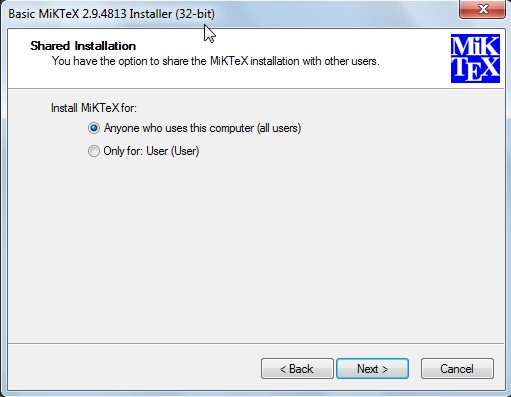 Basic MiKTeX 2.9.4813 Installer (32-bit)
Shared Installation
You have the option to share the MiKTeX installation with other users.
MiK
TEX
Install MiKTeX for:
Anyone who uses this computer (all users)
Only for: User (User)
< Back
Next >
Cancel